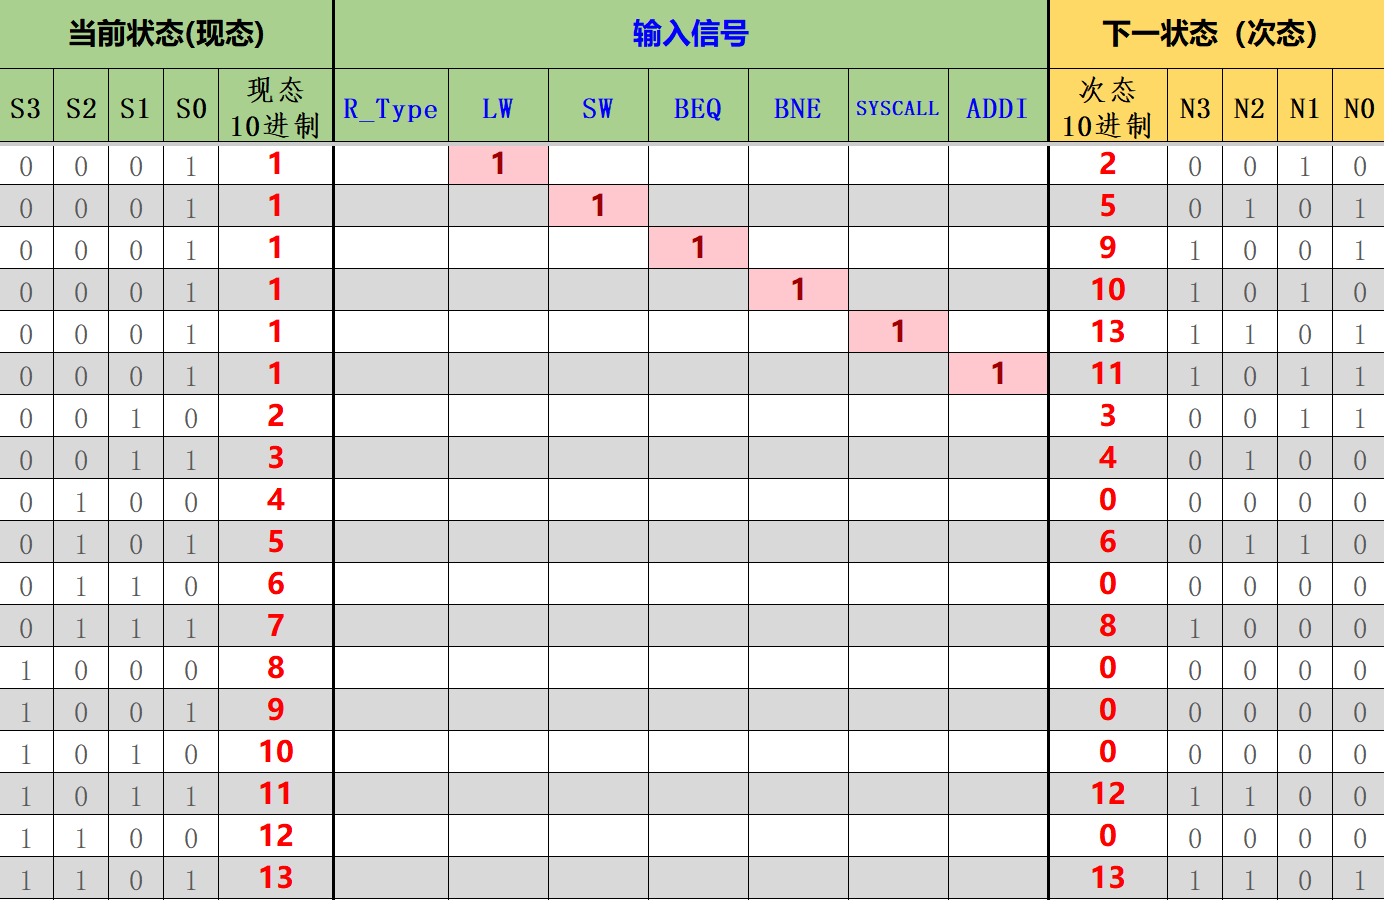 当前状态(现态) 输入信号 下一状态（次态）
S3 S2 S1 S0 现态 10进制 R_Type LW SW BEQ BNE SYSCALL ADDI 次态 10进制 N3 N2 N1 N0
0 0 0 1 1 1 2 0 0 1 0
0 0 0 1 1 1 5 0 1 0 1
0 0 0 1 1 1 9 1 0 0 1
0 0 0 1 1 1 10 1 0 1 0
0 0 0 1 1 1 13 1 1 0 1
0 0 0 1 1 1 11 1 0 1 1
0 0 1 0 2 3 0 0 1 1
0 0 1 1 3 4 0 1 0 0
0 1 0 0 4 0 0 0 0 0
0 1 0 1 5 6 0 1 1 0
0 1 1 0 6 0 0 0 0 0
0 1 1 1 7 8 1 0 0 0
1 0 0 0 8 0 0 0 0 0
1 0 0 1 9 0 0 0 0 0
1 0 1 0 10 0 0 0 0 0
1 0 1 1 11 12 1 1 0 0
1 1 0 0 12 0 0 0 0 0
1 1 0 1 13 13 1 1 0 1